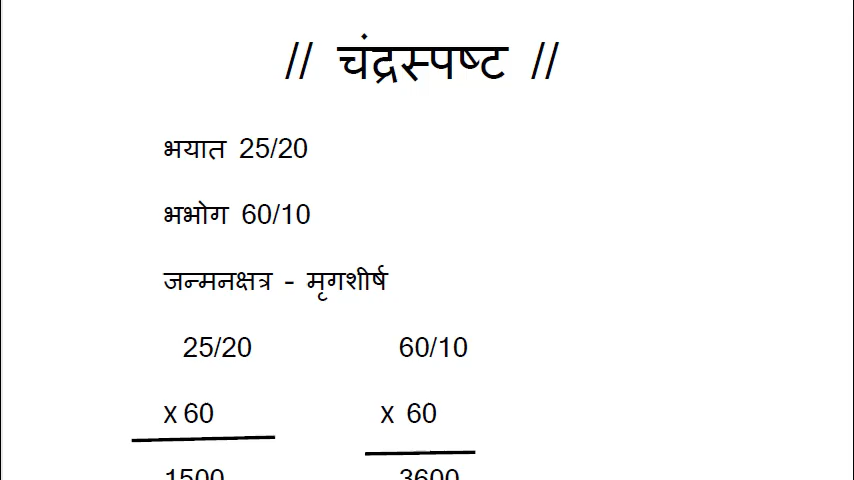 // चंद्रस्पष्ट //
भयात 25/20
भभोग 60/10
जन्मनक्षत्र - मृगशीर्ष
25/20 60/10
X 60 X 60
1500 3600